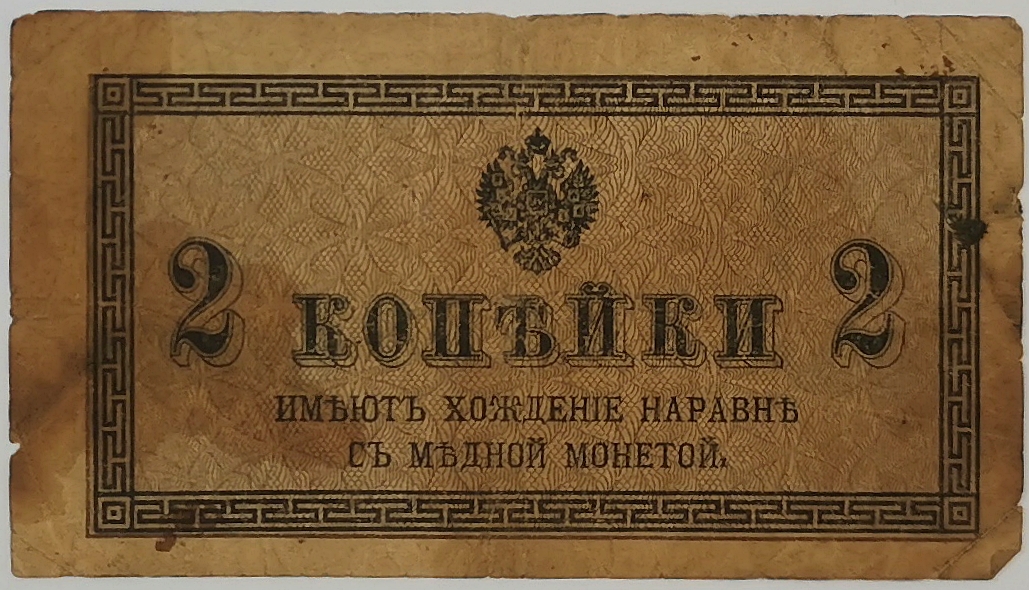 2 КОПѢЙКИ 2
ИМѢЮТЪ ХОЖДЕНІЕ НАРАВНѢ
СЪ МѢДНОЙ МОНЕТОЙ.